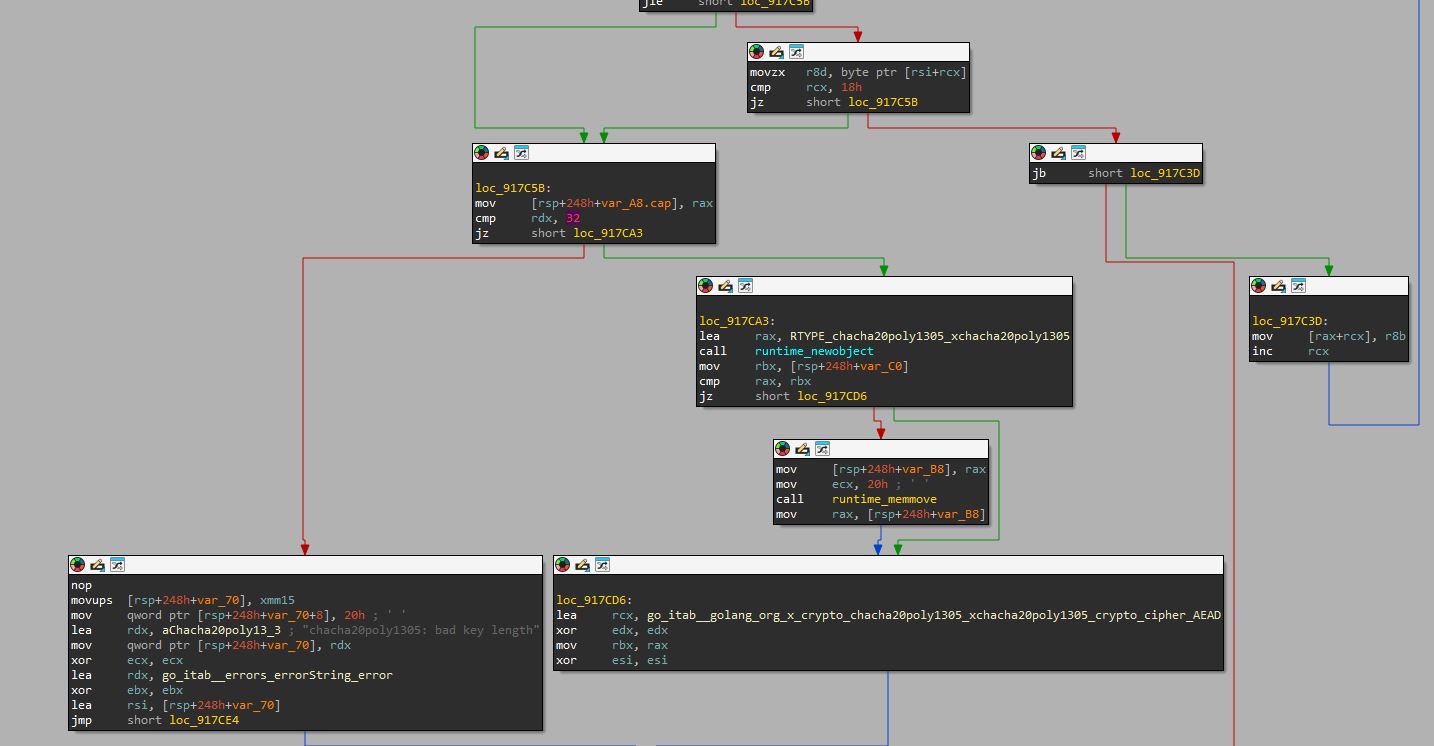 jle     short loc_917C5B
movzx   r8d, byte ptr [rsi+rcx]
cmp     rcx, 18h
jz      short loc_917C5B
loc_917C5B:
mov     [rsp+248h+var_A8.cap], rax
cmp     rdx, 32
jz      short loc_917CA3
jb      short loc_917C3D
loc_917CA3:
lea     rax, RTYPE_chacha20poly1305_xchacha20poly1305
call    runtime_newobject
mov     rbx, [rsp+248h+var_C0]
cmp     rax, rbx
jz      short loc_917CD6
loc_917C3D:
mov     [rax+rcx], r8b
inc     rcx
mov     [rsp+248h+var_B8], rax
mov     ecx, 20h ; ' '
call    runtime_memmove
mov     rax, [rsp+248h+var_B8]
nop
movups  [rsp+248h+var_70], xmm15
mov     qword ptr [rsp+248h+var_70+8], 20h ; ' '
lea     rdx, aChacha20poly13_3 ; "chacha20poly1305: bad key length"
mov     qword ptr [rsp+248h+var_70], rdx
xor     ecx, ecx
lea     rdx, go_itab__errors_errorString_error
xor     ebx, ebx
lea     rsi, [rsp+248h+var_70]
jmp     short loc_917CE4
loc_917CD6:
lea     rcx, go_itab__golang_org_x_crypto_chacha20poly1305_xchacha20poly1305_crypto_cipher_AEAD
xor     edx, edx
mov     rbx, rax
xor     esi, esi